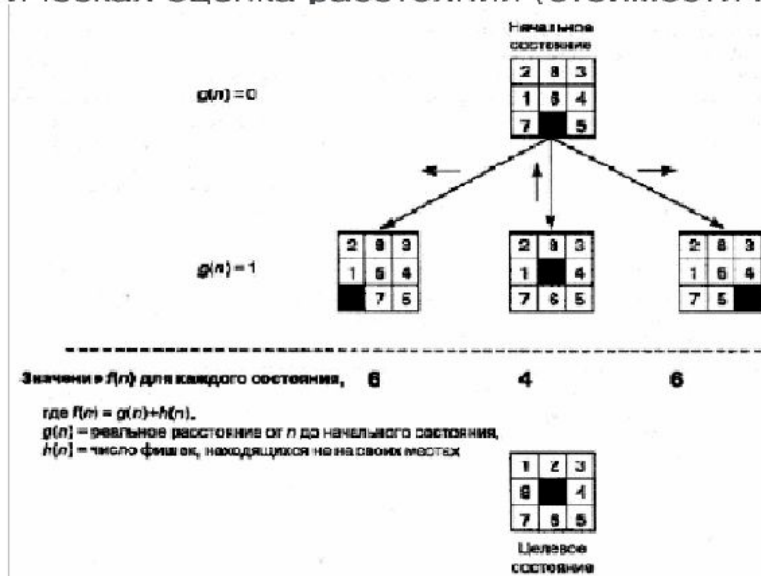 Начальное
состояние
g(n) = 0
2 8 3
1 6 4
7 5
g(n) = 1
2 8 3 2 8 3 2 8 3
1 6 4 1 4 1 6 4
7 5 7 6 5 7 5
Значение f(n) для каждого состояния, 6 4 6
где f(n) = g(n)+h(n),
g(n) = реальное расстояние от n до начального состояния,
h(n) = число фишек, находящихся не на своих местах
1 2 3
8 4
7 6 5
Целевое
состояние